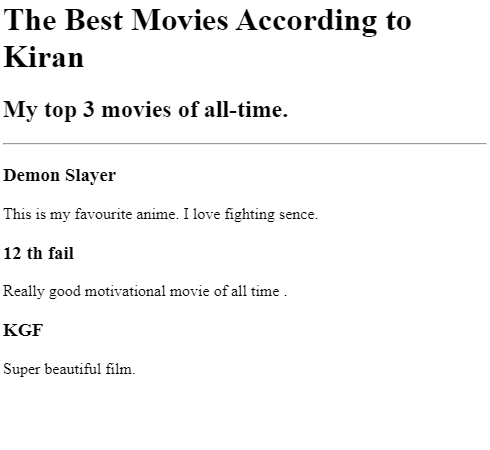 The Best Movies According to
Kiran
My top 3 movies of all-time.
Demon Slayer
This is my favourite anime. I love fighting sence.
12 th fail
Really good motivational movie of all time .
KGF
Super beautiful film.